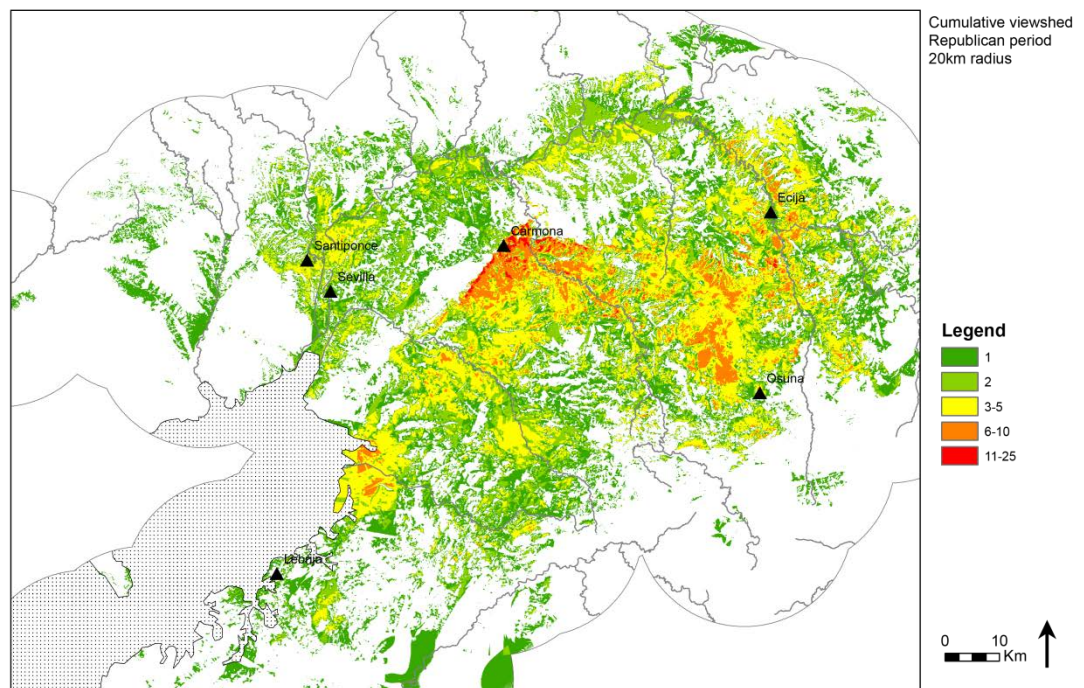 Cumulative viewshed
Republican period
20km radius
Ecija
Carmona
Santiponce
Sevilla
Osuna
Lebrija
Legend
1
2
3-5
6-10
11-25
0 10
Km